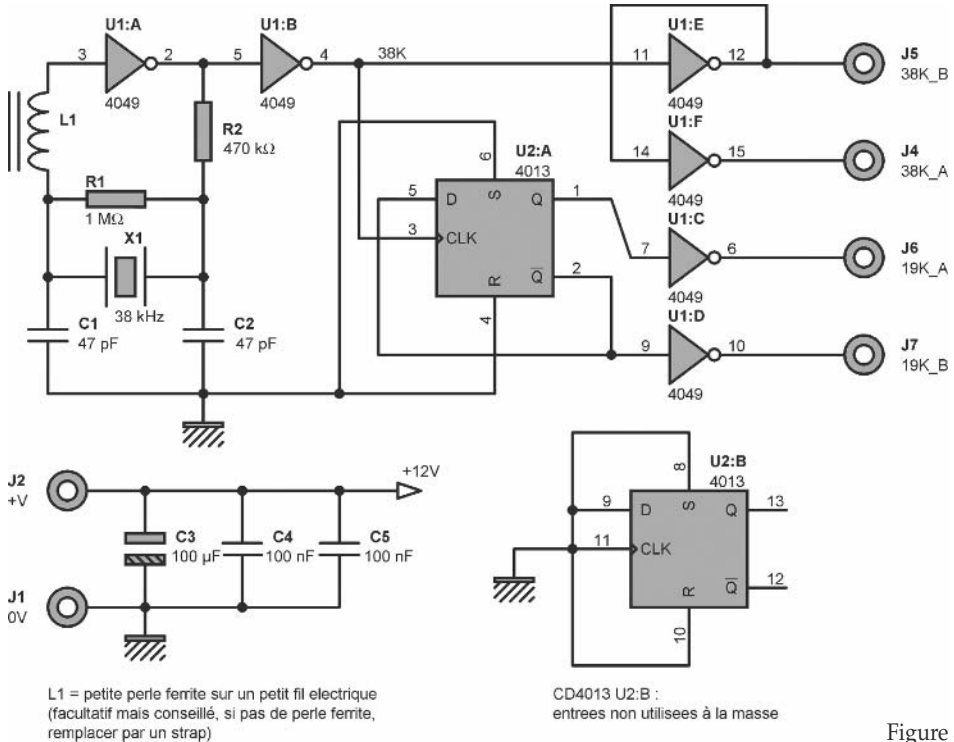 U1:A
3
2
4049
U1:B
5
4
4049
38K
U1:E
11
12
4049
J5
38K_B
L1
R2
470 kΩ
U1:F
14
15
4049
J4
38K_A
R1
1 MΩ
X1
38 kHz
U2:A
4013
6
S
5
D
Q
1
3
CLK
Q
2
R
4
U1:C
7
6
4049
J6
19K_A
C1
47 pF
C2
47 pF
U1:D
9
10
4049
J7
19K_B
J2
+V
+12V
C3
100 µF
C4
100 nF
C5
100 nF
J1
0V
U2:B
4013
8
S
9
D
Q
13
11
CLK
Q
12
R
10
L1 = petite perle ferrite sur un petit fil electrique
(facultatif mais conseillé, si pas de perle ferrite,
remplacer par un strap)
CD4013 U2:B :
entrees non utilisees à la masse
Figure